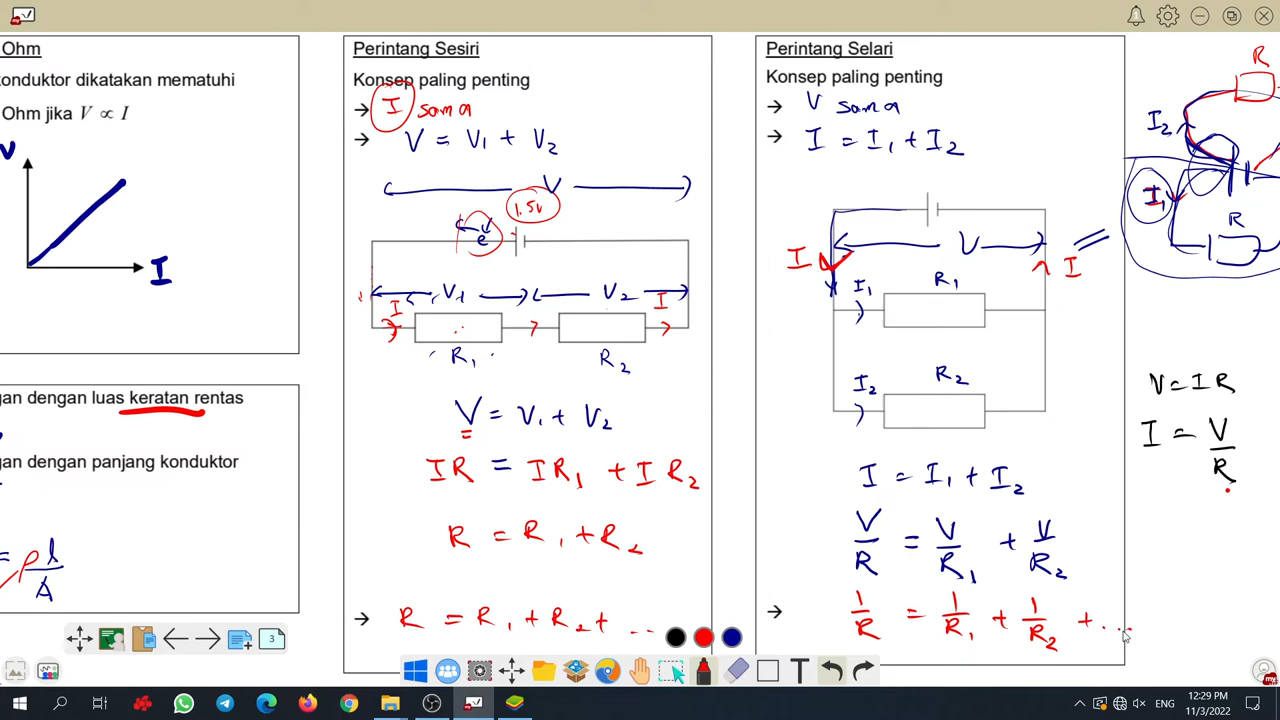 Ohm
konduktor dikatakan mematuhi
Ohm jika V ∝ I
V
I
gan dengan luas keratan rentas
gan dengan panjang konduktor
= ρl/A
Perintang Sesiri
Konsep paling penting
→ I sama
→ V = V₁ + V₂
V
1.5V
e
I V₁ V₂ I
R₁ R₂
V = V₁ + V₂
IR = IR₁ + IR₂
R = R₁ + R₂
→ R = R₁ + R₂ + ...
Perintang Selari
Konsep paling penting
→ V sama
→ I = I₁ + I₂
I V I
I₁ R₁
I₂ R₂
I = I₁ + I₂
V/R = V/R₁ + V/R₂
→ 1/R = 1/R₁ + 1/R₂ + ...
R
I₂
I₁
R
V = IR
I = V/R
3
T
ENG
12:29 PM
11/3/2022